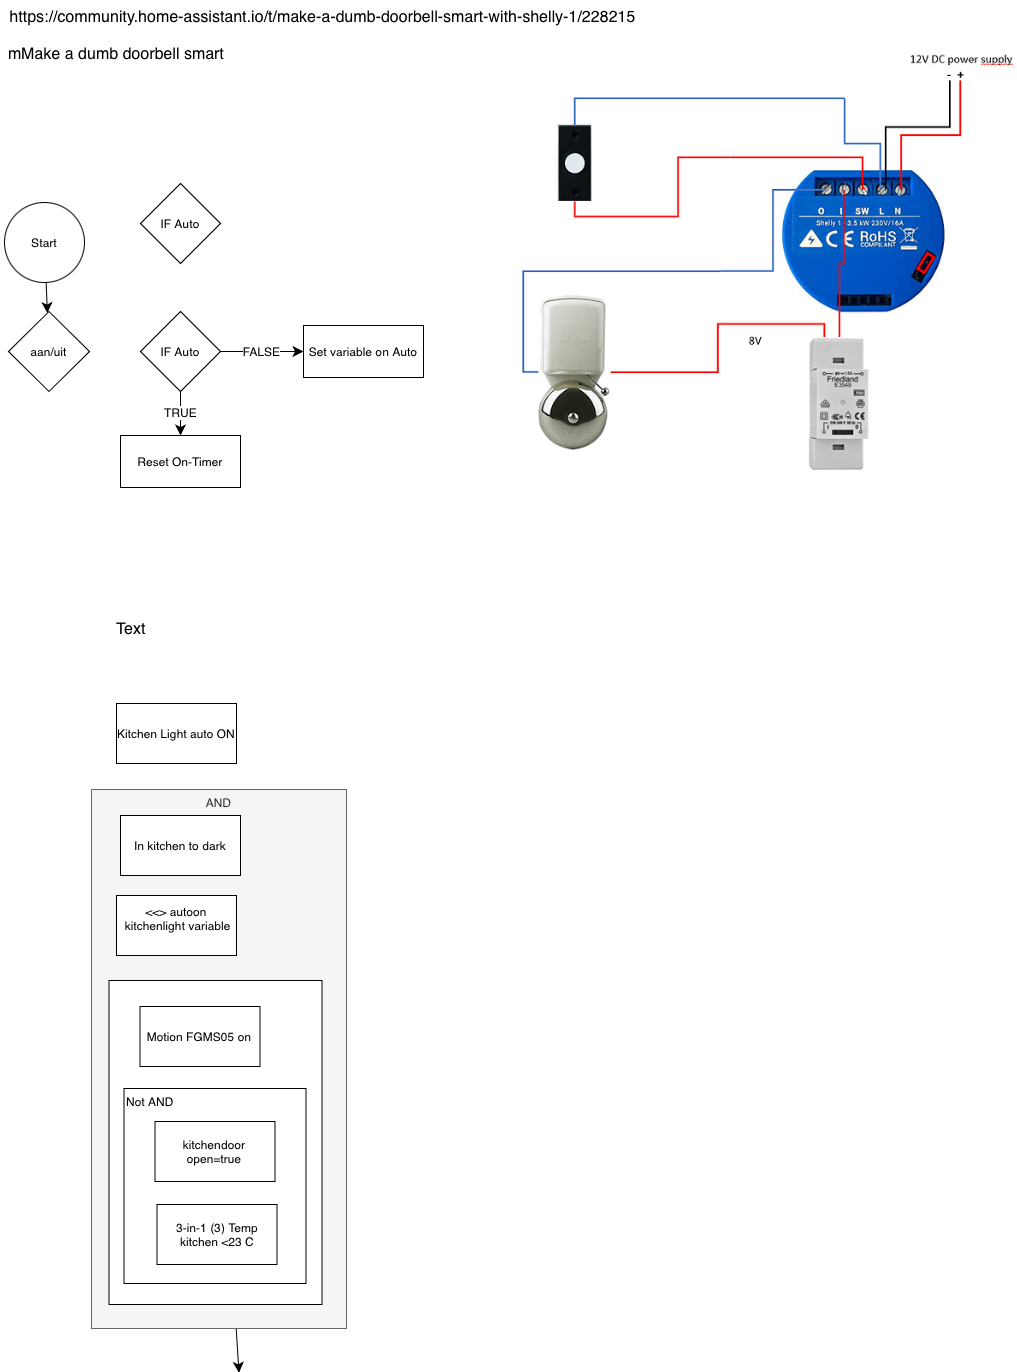 https://community.home-assistant.io/t/make-a-dumb-doorbell-smart-with-shelly-1/228215
mMake a dumb doorbell smart
12V DC power supply
- +
O I SW L N
Shelly 1 3.5 kW 230V/16A
CE RoHS
COMPLIANT
8V
Friedland
E3549
Start
IF Auto
aan/uit
IF Auto
FALSE
Set variable on Auto
TRUE
Reset On-Timer
Text
Kitchen Light auto ON
AND
In kitchen to dark
<<> autoon
kitchenlight variable
Motion FGMS05 on
Not AND
kitchendoor
open=true
3-in-1 (3) Temp
kitchen <23 C